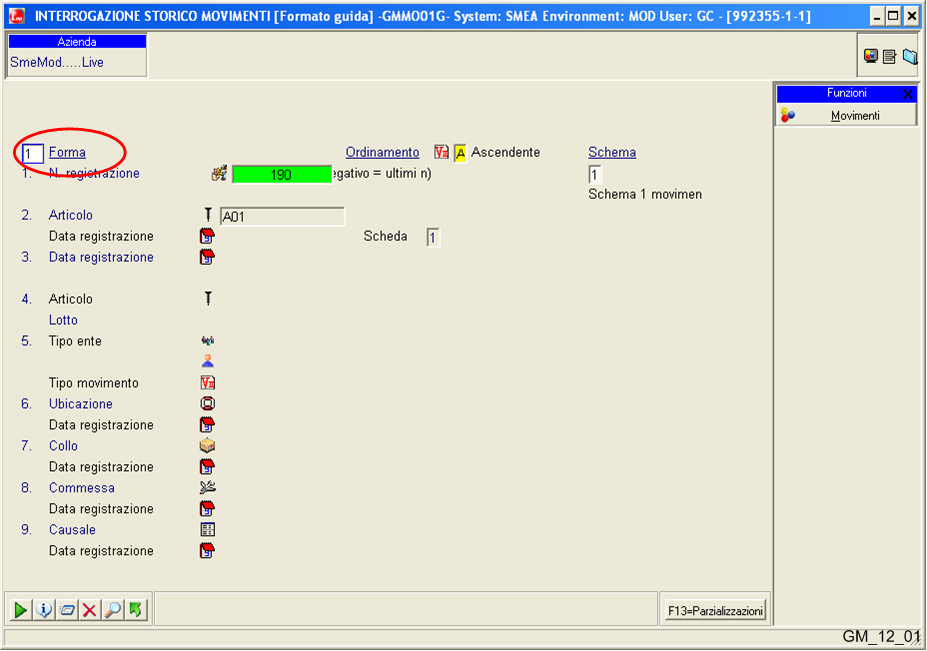 INTERROGAZIONE STORICO MOVIMENTI [Formato guida] -GMMO01G- System: SMEA Environment: MOD User: GC - [992355-1-1]
Azienda
SmeMod.....Live
Funzioni
Movimenti
1 Forma Ordinamento A Ascendente Schema
1. N. registrazione 190 egativo = ultimi n) 1
Schema 1 movimen
2. Articolo A01
Data registrazione Scheda 1
3. Data registrazione
4. Articolo
Lotto
5. Tipo ente
Tipo movimento
6. Ubicazione
Data registrazione
7. Collo
Data registrazione
8. Commessa
Data registrazione
9. Causale
Data registrazione
F13=Parzializzazioni
GM_12_01